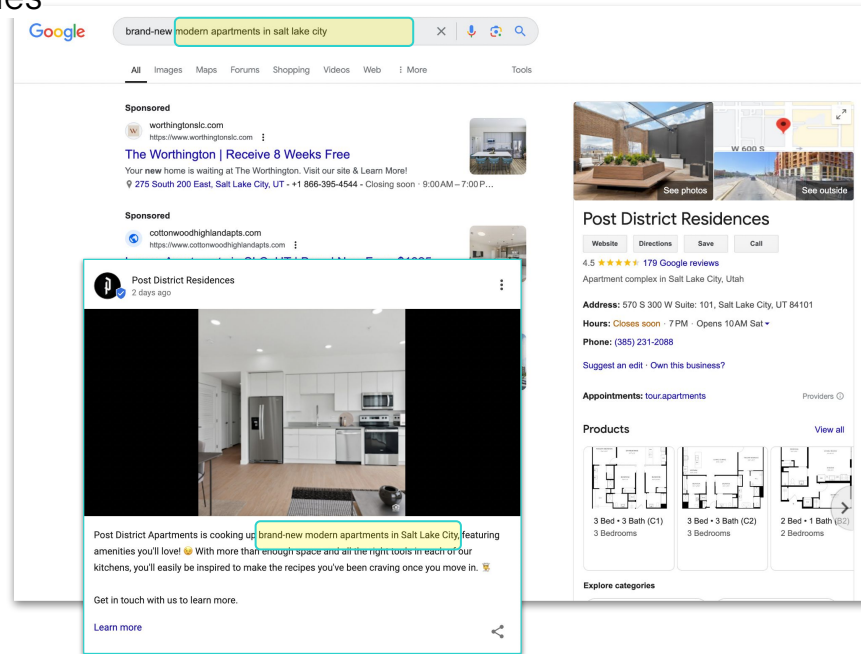 Google
brand-new modern apartments in salt lake city
All Images Maps Forums Shopping Videos Web More Tools
Sponsored
W
worthingtonslc.com
https://www.worthingtonslc.com
The Worthington | Receive 8 Weeks Free
Your new home is waiting at The Worthington. Visit our site & Learn More!
275 South 200 East, Salt Lake City, UT - +1 866-395-4544 - Closing soon · 9:00 AM – 7:00 P...
Sponsored
cottonwoodhighlandapts.com
https://www.cottonwoodhighlandapts.com
Post District Residences
2 days ago
Post District Apartments is cooking up brand-new modern apartments in Salt Lake City, featuring
amenities you'll love! 😉 With more than enough space and all the right tools in each of our
kitchens, you'll easily be inspired to make the recipes you've been craving once you move in.
Get in touch with us to learn more.
Learn more
W 600 S
See photos
See outside
Post District Residences
Website Directions Save Call
4.5 ★★★★★ 179 Google reviews
Apartment complex in Salt Lake City, Utah
Address: 570 S 300 W Suite: 101, Salt Lake City, UT 84101
Hours: Closes soon · 7 PM · Opens 10 AM Sat
Phone: (385) 231-2088
Suggest an edit · Own this business?
Appointments: tour.apartments Providers
Products View all
3 Bed • 3 Bath (C1)
3 Bedrooms
3 Bed • 3 Bath (C2)
3 Bedrooms
2 Bed • 1 Bath (B2)
2 Bedrooms
Explore categories